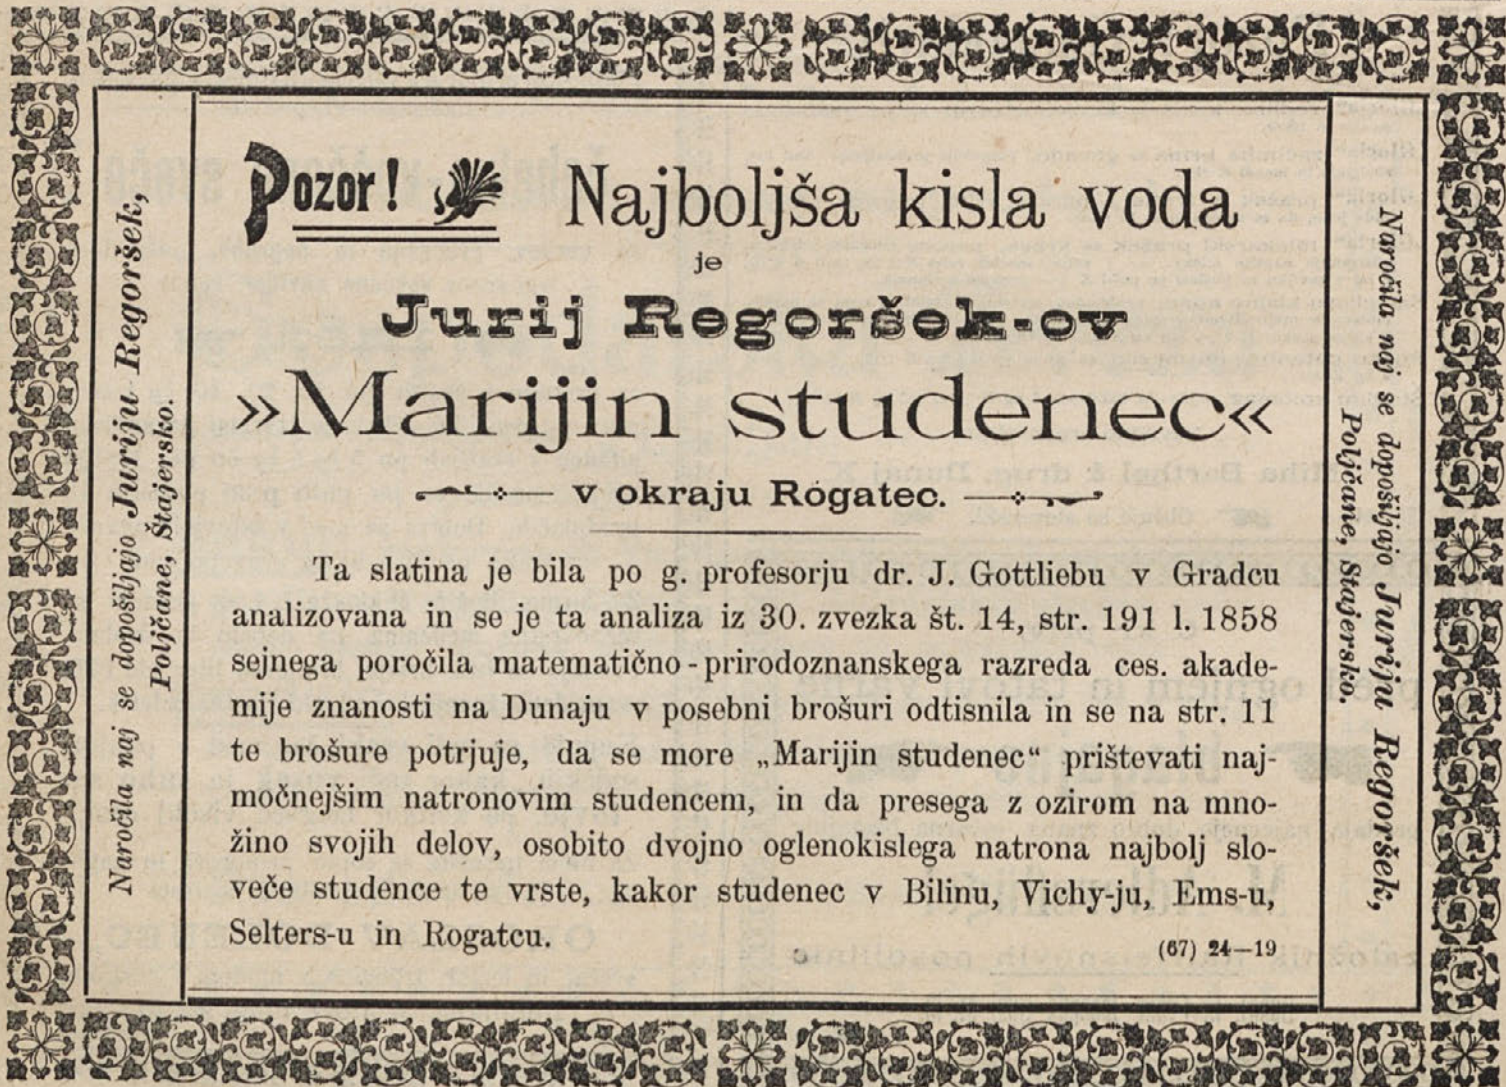 Pozor!
Najboljša kisla voda
je
Jurij Regoršek-ov
»Marijin studenec«
v okraju Rogatec.
Ta slatina je bila po g. profesorju dr. J. Gottliebu v Gradcu
analizovana in se je ta analiza iz 30. zvezka št. 14, str. 191 l. 1858
sejnega poročila matematično-prirodoznanskega razreda ces. akade-
mije znanosti na Dunaju v posebni brošuri odtisnila in se na str. 11
te brošure potrjuje, da se more „Marijin studenec“ prištevati naj-
močnejšim natronovim studencem, in da presega z ozirom na mno-
žino svojih delov, osobito dvojno oglenokislega natrona najbolj slo-
veče studence te vrste, kakor studenec v Bilinu, Vichy-ju, Ems-u,
Selters-u in Rogatcu.
(67) 24—19
Naročila naj se dopošiljajo Juriju Regoršek,
Poljčane, Štajersko.
Naročila naj se dopošiljajo Juriju Regoršek,
Poljčane, Štajersko.